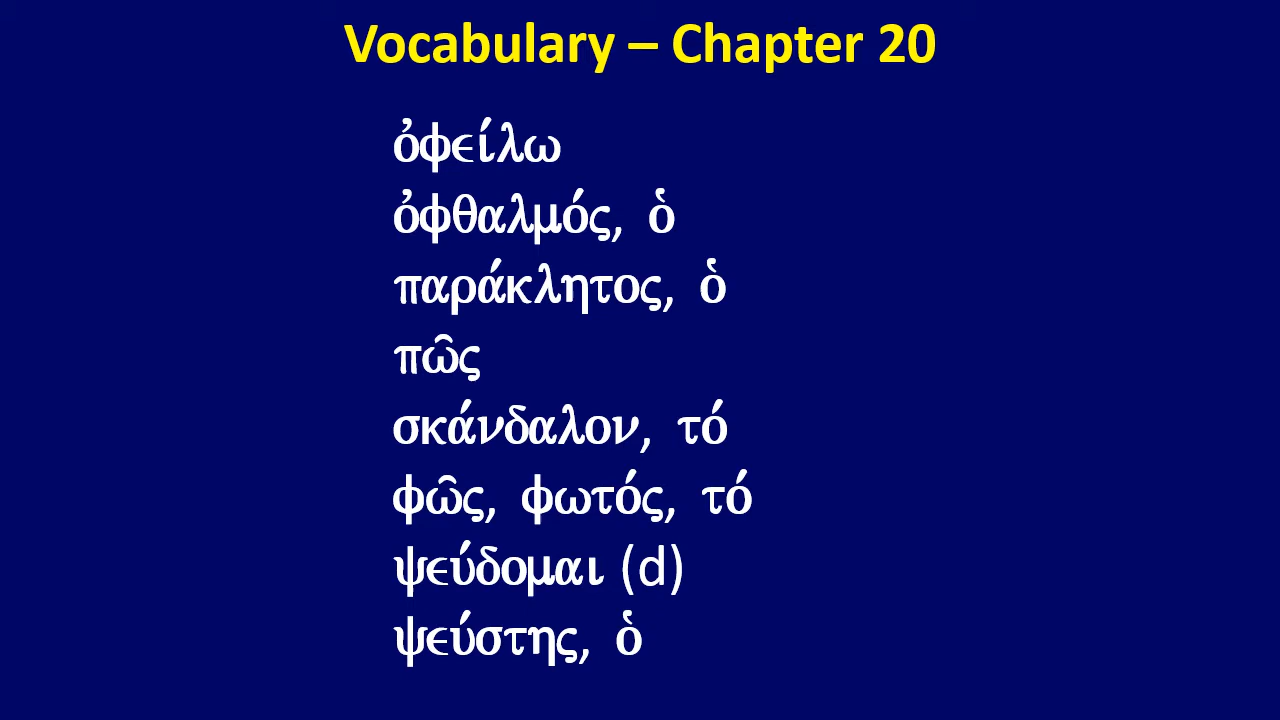 Vocabulary – Chapter 20
ὀφείλω
ὀφθαλμός, ὁ
παράκλητος, ὁ
πῶς
σκάνδαλον, τό
φῶς, φωτός, τό
ψεύδομαι (d)
ψεύστης, ὁ